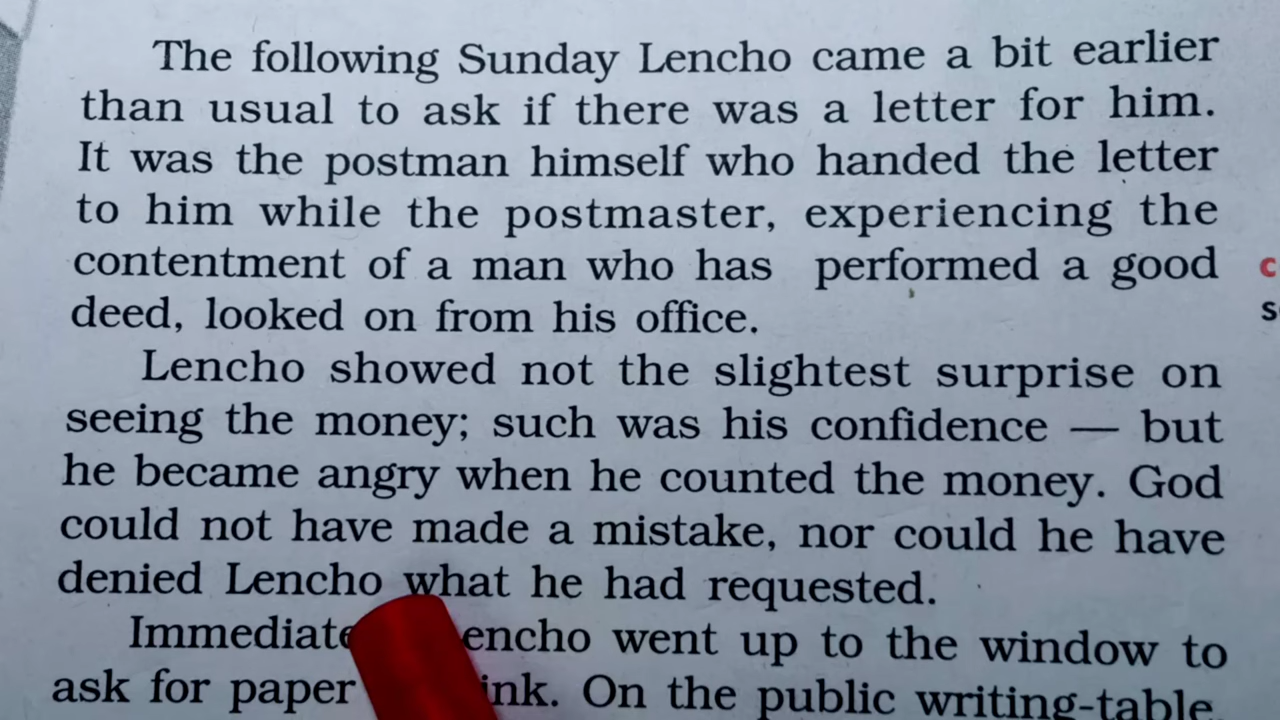 The following Sunday Lencho came a bit earlier
than usual to ask if there was a letter for him.
It was the postman himself who handed the letter
to him while the postmaster, experiencing the
contentment of a man who has performed a good
deed, looked on from his office.
Lencho showed not the slightest surprise on
seeing the money; such was his confidence — but
he became angry when he counted the money. God
could not have made a mistake, nor could he have
denied Lencho what he had requested.
went up to the window to
ask for paper ink. On the public writing-table,